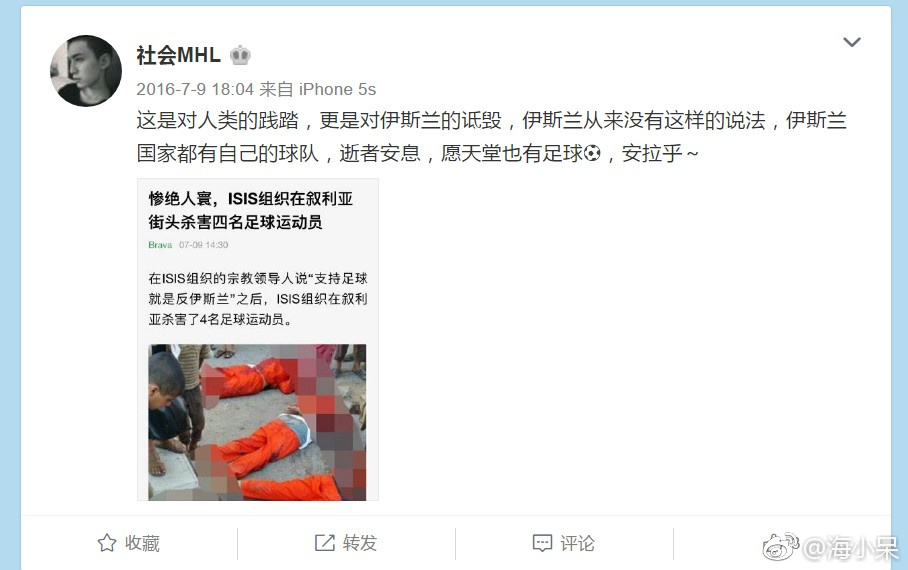 社会MHL
2016-7-9 18:04 来自 iPhone 5s
这是对人类的践踏，更是对伊斯兰的诋毁，伊斯兰从来没有这样的说法，伊斯兰
国家都有自己的球队，逝者安息，愿天堂也有足球⚽，安拉乎～
惨绝人寰，ISIS组织在叙利亚
街头杀害四名足球运动员
Brava 07-09 14:30
在ISIS组织的宗教领导人说“支持足球
就是反伊斯兰”之后，ISIS组织在叙利
亚杀害了4名足球运动员。
收藏
转发
评论
@海小呆